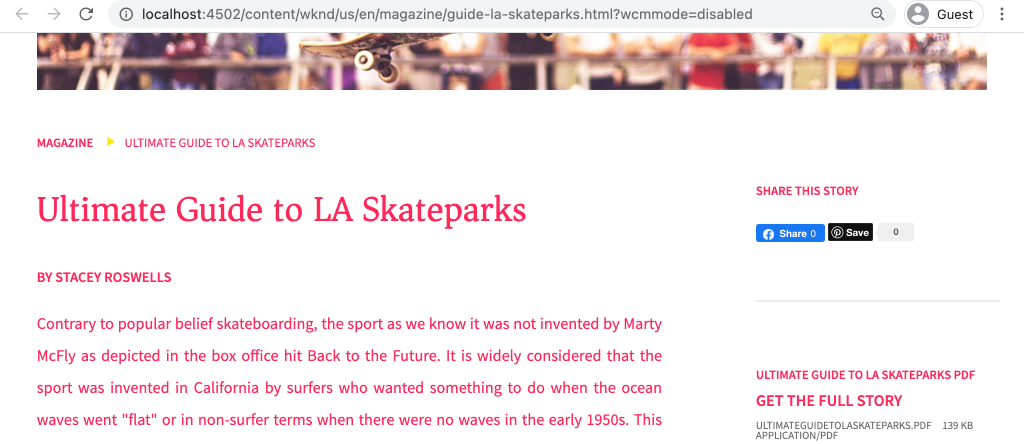 localhost:4502/content/wknd/us/en/magazine/guide-la-skateparks.html?wcmmode=disabled
Guest
MAGAZINE ULTIMATE GUIDE TO LA SKATEPARKS
Ultimate Guide to LA Skateparks
BY STACEY ROSWELLS
Contrary to popular belief skateboarding, the sport as we know it was not invented by Marty
McFly as depicted in the box office hit Back to the Future. It is widely considered that the
sport was invented in California by surfers who wanted something to do when the ocean
waves went "flat" or in non-surfer terms when there were no waves in the early 1950s. This
SHARE THIS STORY
Share 0
Save
0
ULTIMATE GUIDE TO LA SKATEPARKS PDF
GET THE FULL STORY
ULTIMATEGUIDETOLASKATEPARKS.PDF 139 KB
APPLICATION/PDF